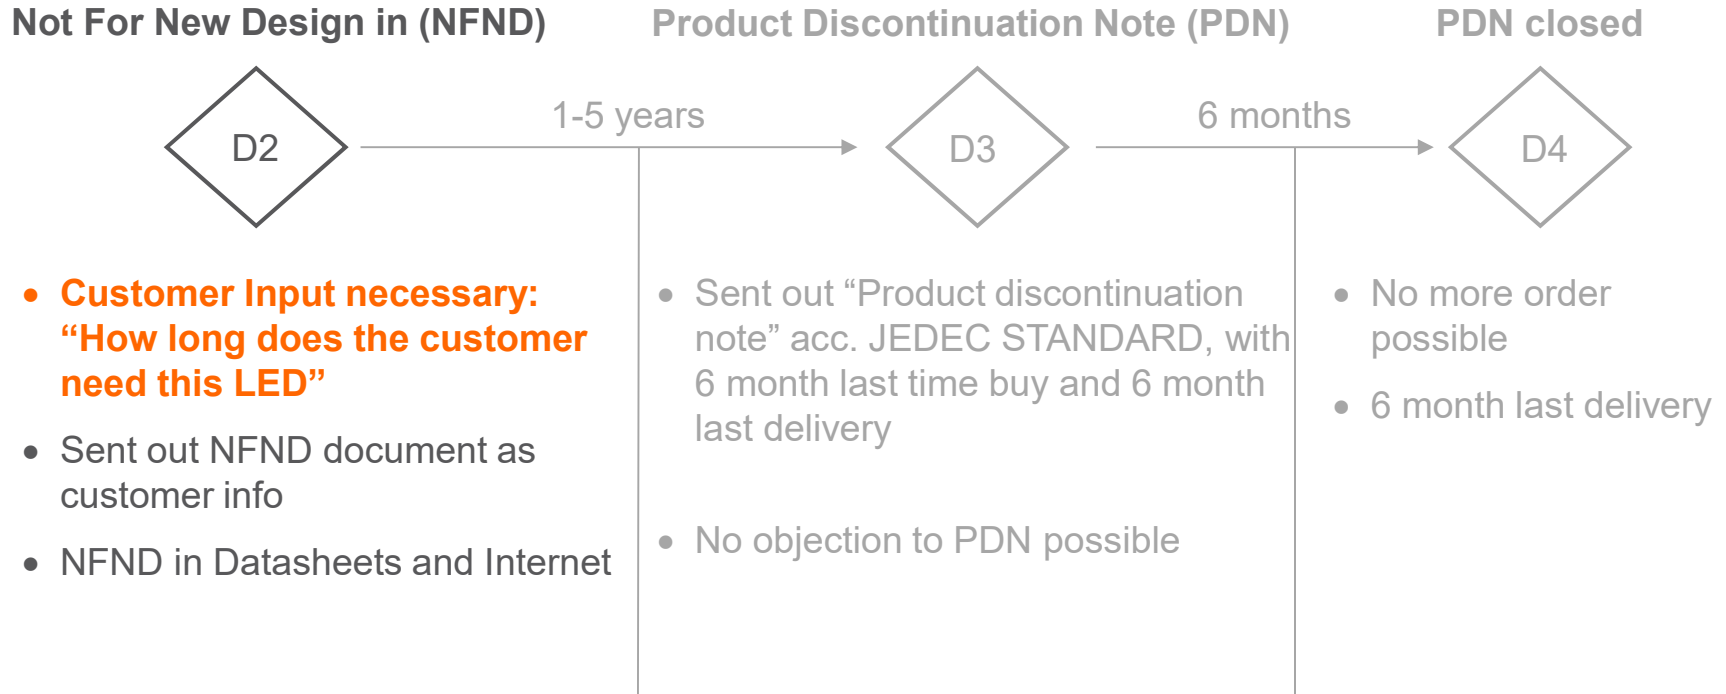 Not For New Design in (NFND)
Product Discontinuation Note (PDN)
PDN closed
D2
1-5 years
D3
6 months
D4
• Customer Input necessary:
“How long does the customer
need this LED”
• Sent out NFND document as
customer info
• NFND in Datasheets and Internet
• Sent out “Product discontinuation
note” acc. JEDEC STANDARD, with
6 month last time buy and 6 month
last delivery
• No objection to PDN possible
• No more order
possible
• 6 month last delivery